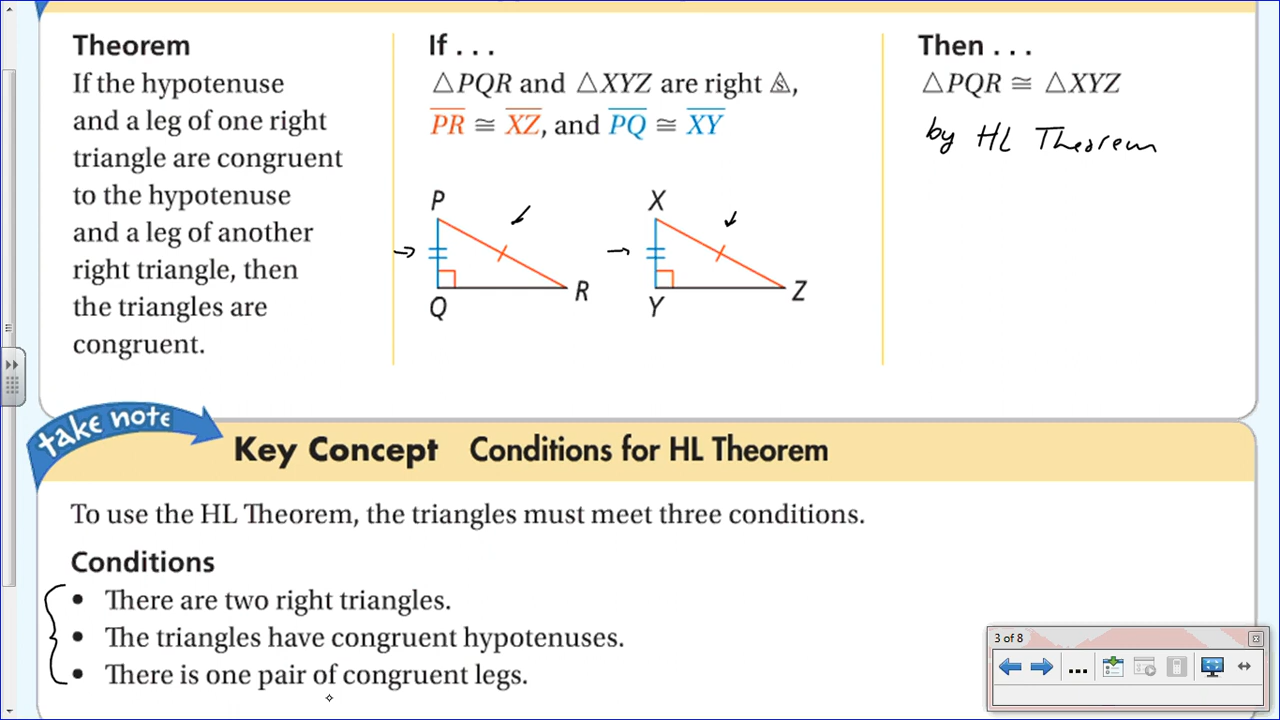 Theorem
If the hypotenuse
and a leg of one right
triangle are congruent
to the hypotenuse
and a leg of another
right triangle, then
the triangles are
congruent.
If . . .
△PQR and △XYZ are right ⧌,
PR ≅ XZ, and PQ ≅ XY
P
Q
R
X
Y
Z
Then . . .
△PQR ≅ △XYZ
by HL Theorem
take note
Key Concept Conditions for HL Theorem
To use the HL Theorem, the triangles must meet three conditions.
Conditions
• There are two right triangles.
• The triangles have congruent hypotenuses.
• There is one pair of congruent legs.
3 of 8
...